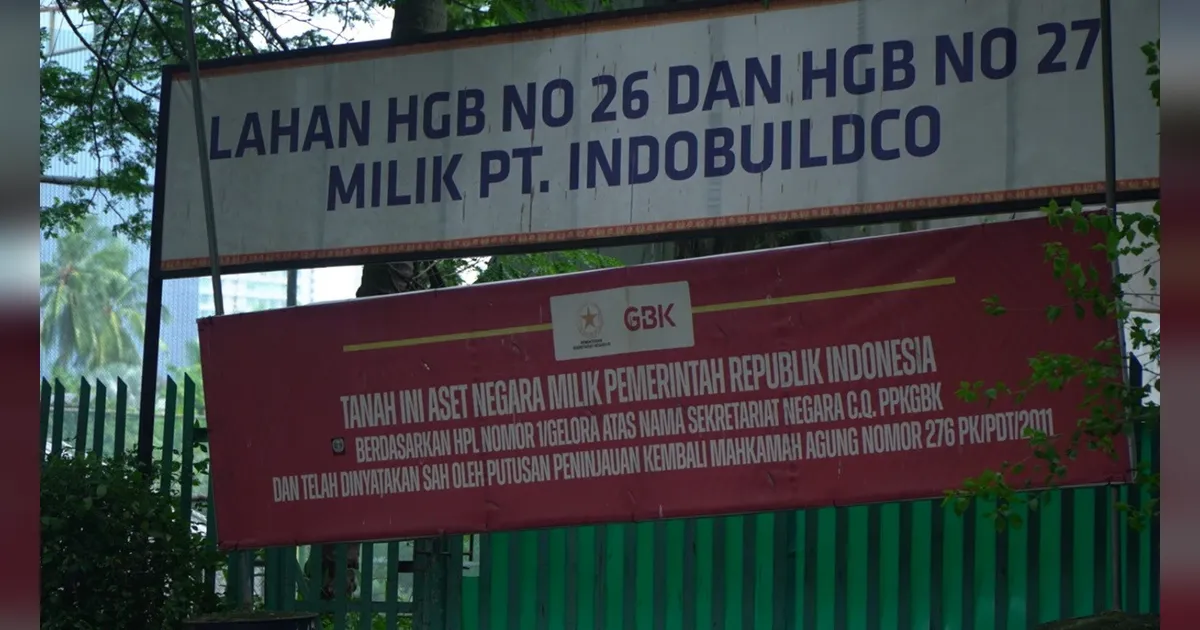 LAHAN HGB NO 26 DAN HGB NO 27
MILIK PT. INDOBUILDCO
GBK
TANAH INI ASET NEGARA MILIK PEMERINTAH REPUBLIK INDONESIA
BERDASARKAN HPL NOMOR 1/GELORA ATAS NAMA SEKRETARIAT NEGARA C.Q. PPKGBK
DAN TELAH DINYATAKAN SAH OLEH PUTUSAN PENINJAUAN KEMBALI MAHKAMAH AGUNG NOMOR 276 PK/PDT/2011